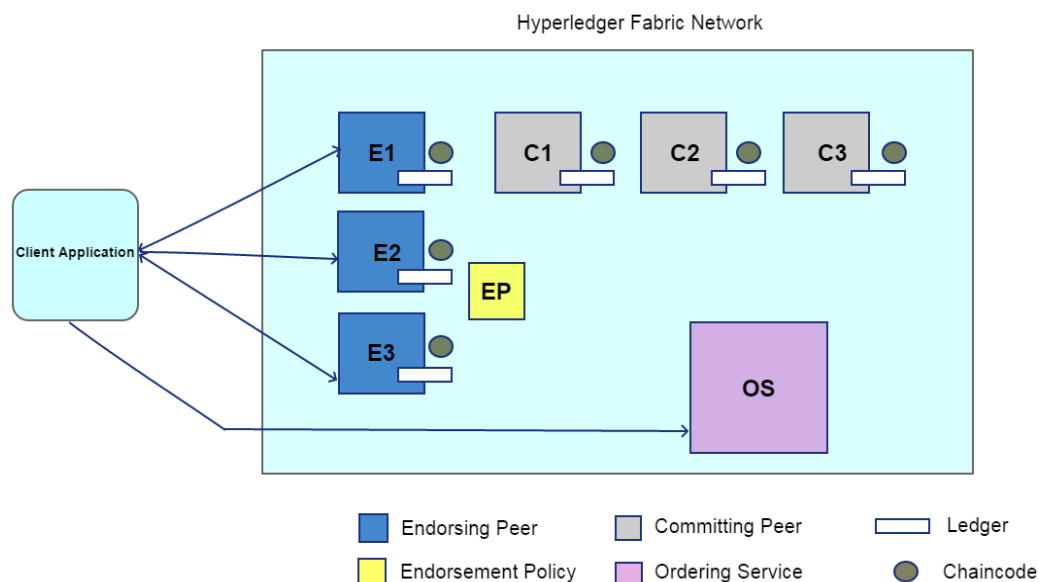 Hyperledger Fabric Network
E1
C1
C2
C3
Client Application
E2
EP
E3
OS
Endorsing Peer
Committing Peer
Ledger
Endorsement Policy
Ordering Service
Chaincode